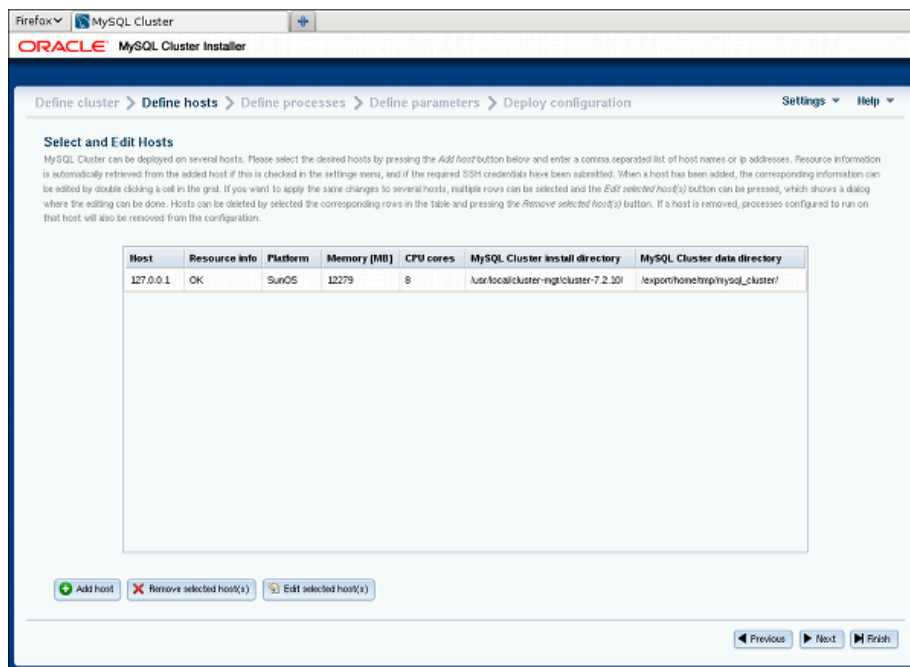 Firefox MySQL Cluster
ORACLE MySQL Cluster Installer
Define cluster > Define hosts > Define processes > Define parameters > Deploy configuration Settings Help
Select and Edit Hosts
MySQL Cluster can be deployed on several hosts. Please select the desired hosts by pressing the Add host button below and enter a comma separated list of host names or ip addresses. Resource information
is automatically retrieved from the added host if this is checked in the settings menu, and if the required SSH credentials have been submitted. When a host has been added, the corresponding information can
be edited by double clicking a cell in the grid. If you want to apply the same changes to several hosts, multiple rows can be selected and the Edit selected host(s) button can be pressed, which shows a dialog
where the editing can be done. Hosts can be deleted by selected the corresponding rows in the table and pressing the Remove selected host(s) button. If a host is removed, processes configured to run on
that host will also be removed from the configuration.
Host Resource info Platform Memory [MB] CPU cores MySQL Cluster install directory MySQL Cluster data directory
127.0.0.1 OK SunOS 12279 8 /usr/local/cluster-mgt/cluster-7.2.10/ /export/home/tmp/mysql_cluster/
Add host Remove selected host(s) Edit selected host(s)
Previous Next Finish